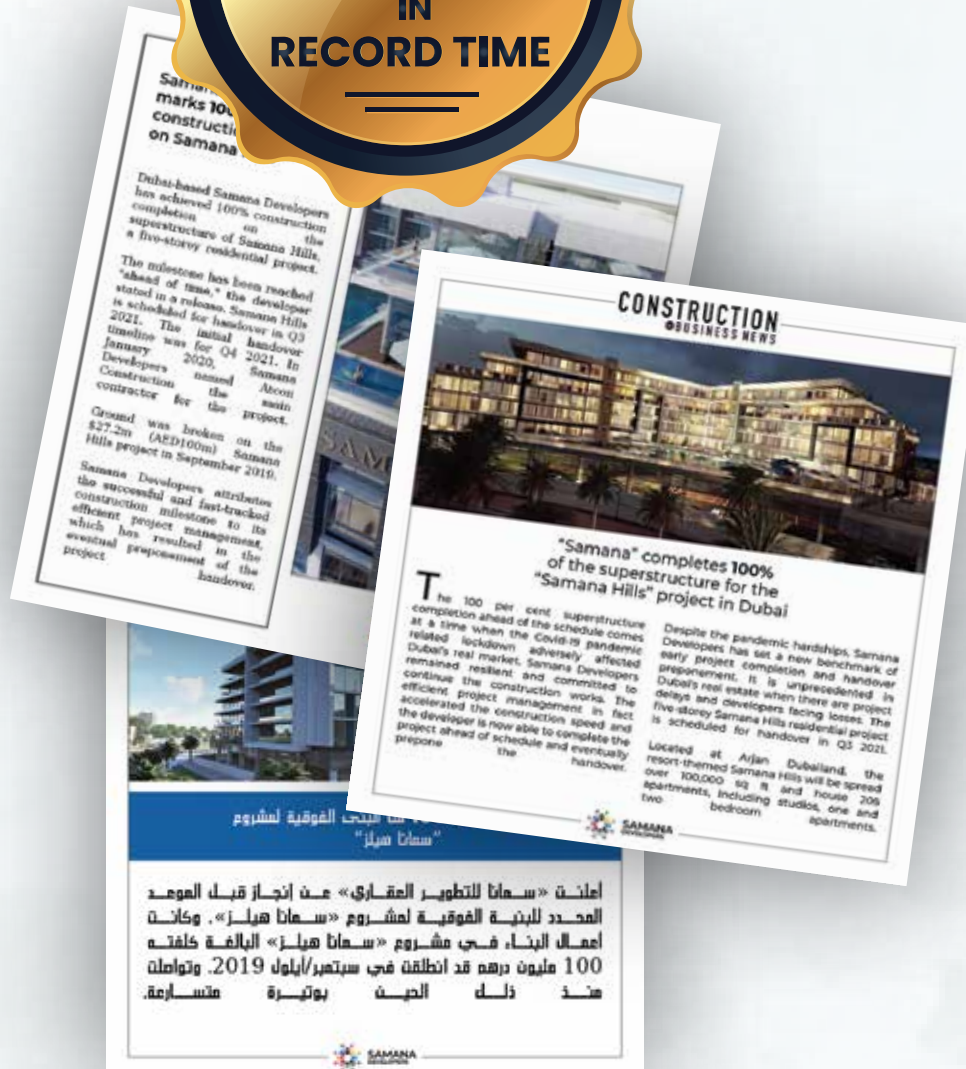 IN
RECORD TIME
marks
on Samana
Dubai-based Samana Developers
has achieved 100% construction
completion on the
superstructure of Samana Hills,
a five-storey residential project.
The milestone has been reached
"ahead of time," the developer
stated in a release. Samana Hills
is scheduled for handover in Q3
2021. The initial handover
timeline was for Q4 2021. In
January 2020, Samana
Developers named Atcon
Construction the main
contractor for the project.
Ground was broken on the
$27.2m (AED100m) Samana
Hills project in September 2019.
Samana Developers attributes
the successful and fast-tracked
construction milestone to its
efficient project management,
which has resulted in the
eventual preponement of the
project handover.
SAM
CONSTRUCTION
BUSINESS NEWS
"Samana" completes 100%
of the superstructure for the
"Samana Hills" project in Dubai
The 100 per cent superstructure
completion ahead of the schedule comes
at a time when the Covid-19 pandemic
related lockdown adversely affected
Dubai's real market. Samana Developers
remained resilient and committed to
continue the construction works. The
efficient project management in fact
accelerated the construction speed and
the developer is now able to complete the
project ahead of schedule and eventually
prepone the handover.
Despite the pandemic hardships, Samana
Developers has set a new benchmark of
early project completion and handover
preponement. It is unprecedented in
Dubai's real estate when there are project
delays and developers facing losses. The
five-storey Samana Hills residential project
is scheduled for handover in Q3 2021.
Located at Arjan Dubailand, the
resort-themed Samana Hills will be spread
over 100,000 sq ft and house 206
apartments, including studios, one and
two bedroom apartments.
SAMANA
DEVELOPERS
الفوقية لمشروع
"سمانا هيلز"
أعلنت «سمانا للتطوير العقاري» عن إنجاز قبل الموعد
المحدد للبنية الفوقية لمشروع «سمانا هيلز». وكانت
أعمال البناء في مشروع «سمانا هيلز» البالغة كلفته
100 مليون درهم قد انطلقت في سبتمبر/أيلول 2019. وتواصلت
منذ ذلك الحين بوتيرة متسارعة.
SAMANA
DEVELOPERS